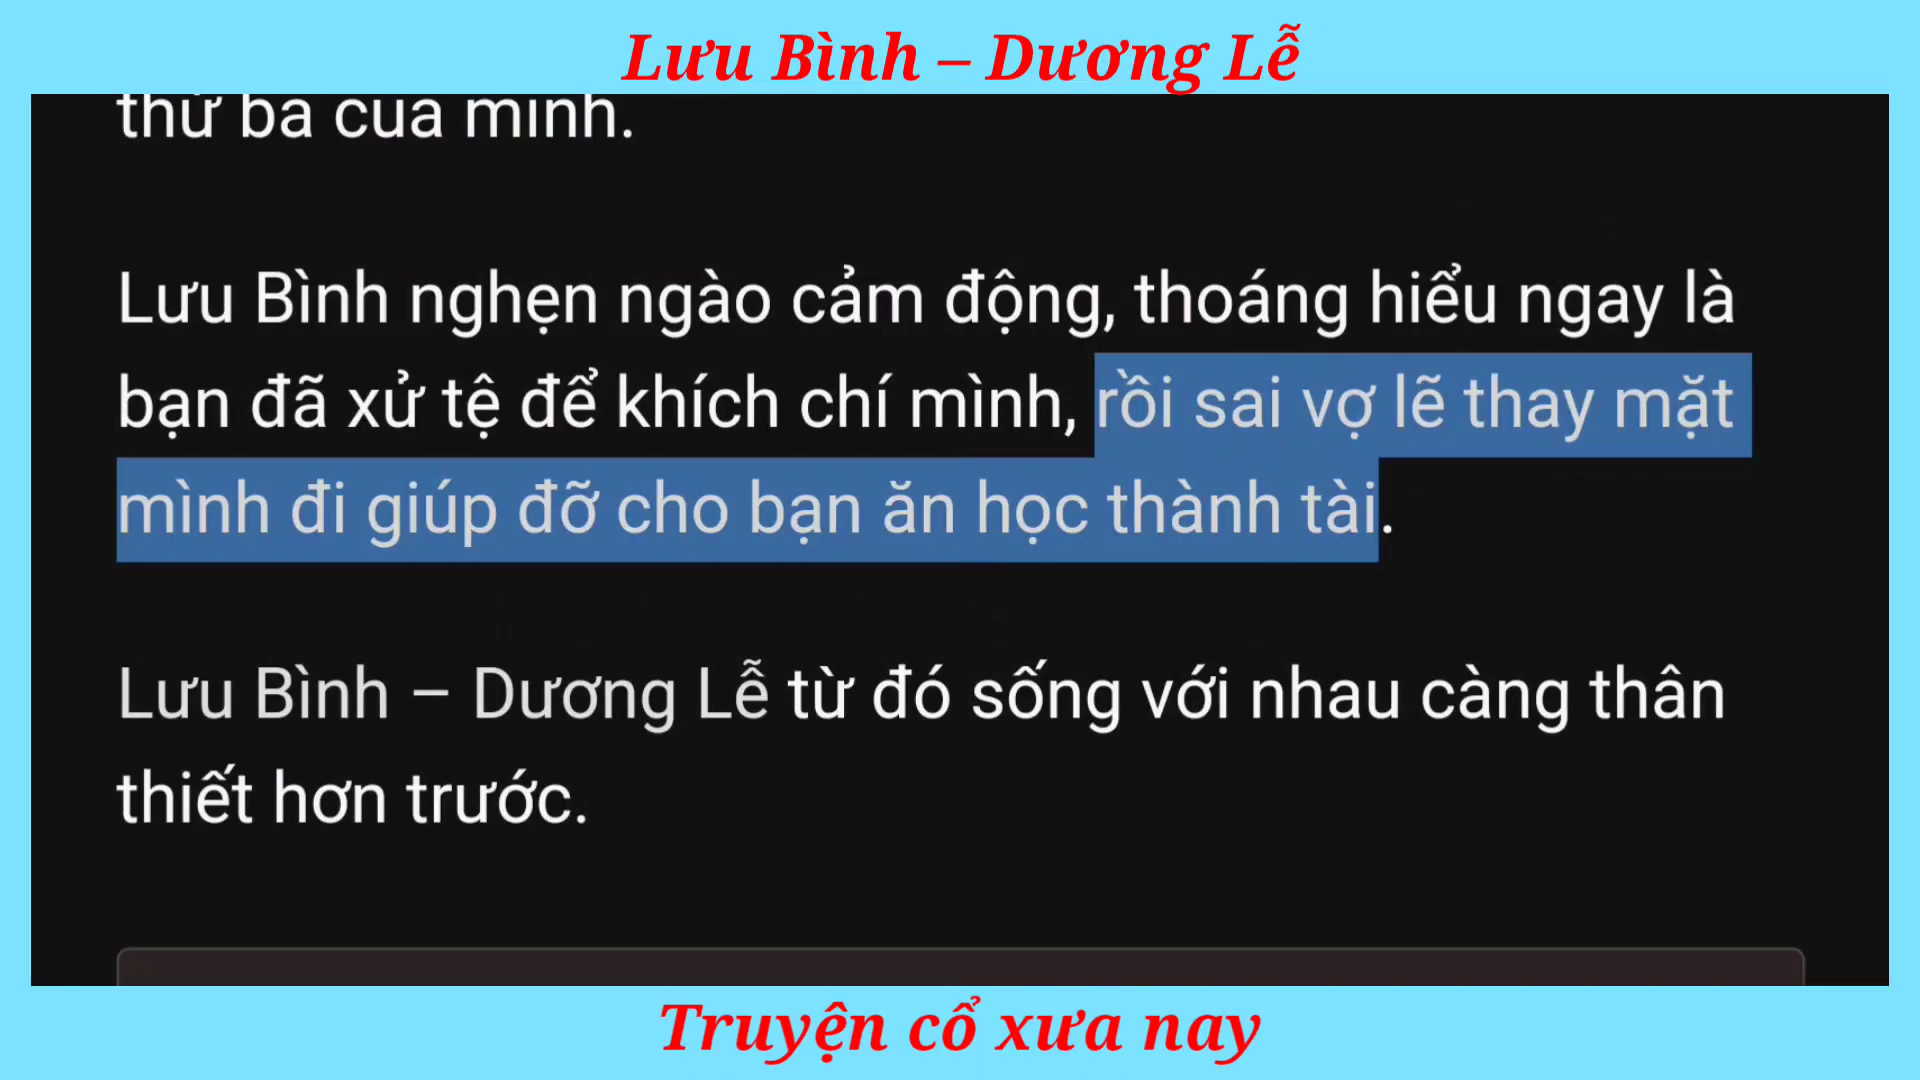 Lưu Bình – Dương Lễ
thứ ba của mình.
Lưu Bình nghẹn ngào cảm động, thoáng hiểu ngay là
bạn đã xử tệ để khích chí mình, rồi sai vợ lẽ thay mặt
mình đi giúp đỡ cho bạn ăn học thành tài.
Lưu Bình – Dương Lễ từ đó sống với nhau càng thân
thiết hơn trước.
Truyện cổ xưa nay